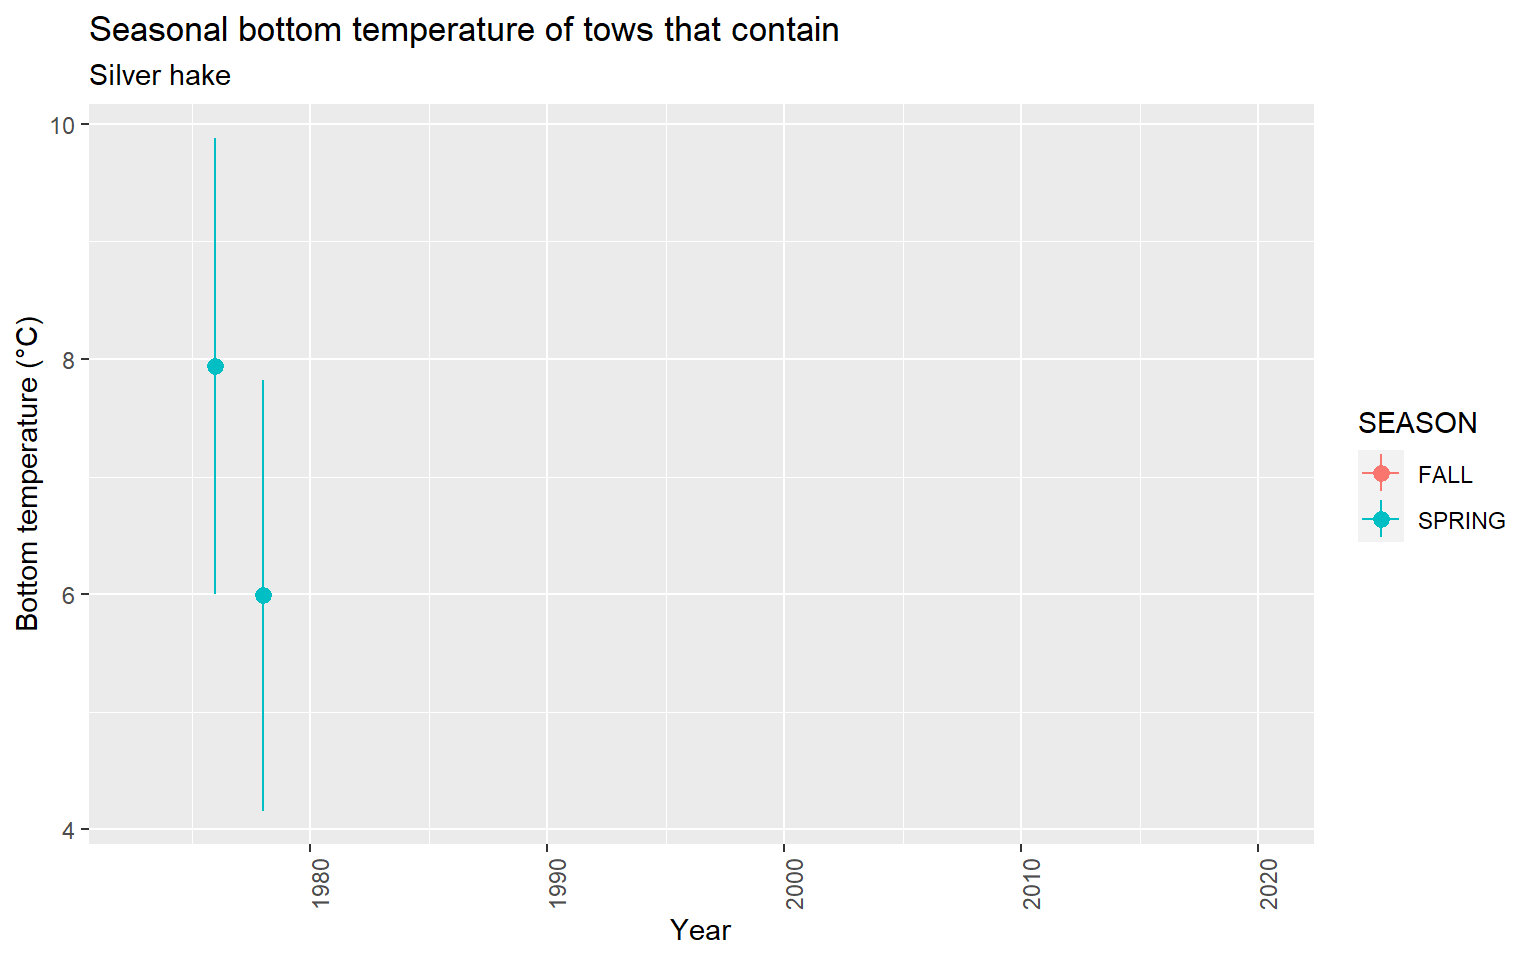 Seasonal bottom temperature of tows that contain
Silver hake
Bottom temperature (°C)
10
8
6
4
1980
1990
2000
2010
2020
Year
SEASON
FALL
SPRING